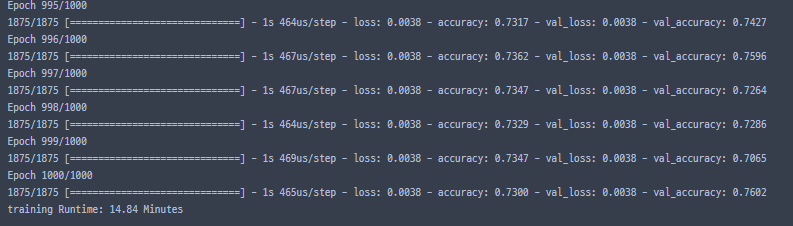 Epoch 995/1000
1875/1875 [==============================] - 1s 464us/step - loss: 0.0038 - accuracy: 0.7317 - val_loss: 0.0038 - val_accuracy: 0.7427
Epoch 996/1000
1875/1875 [==============================] - 1s 467us/step - loss: 0.0038 - accuracy: 0.7362 - val_loss: 0.0038 - val_accuracy: 0.7596
Epoch 997/1000
1875/1875 [==============================] - 1s 467us/step - loss: 0.0038 - accuracy: 0.7347 - val_loss: 0.0038 - val_accuracy: 0.7264
Epoch 998/1000
1875/1875 [==============================] - 1s 464us/step - loss: 0.0038 - accuracy: 0.7329 - val_loss: 0.0038 - val_accuracy: 0.7286
Epoch 999/1000
1875/1875 [==============================] - 1s 469us/step - loss: 0.0038 - accuracy: 0.7347 - val_loss: 0.0038 - val_accuracy: 0.7065
Epoch 1000/1000
1875/1875 [==============================] - 1s 465us/step - loss: 0.0038 - accuracy: 0.7300 - val_loss: 0.0038 - val_accuracy: 0.7602
training Runtime: 14.84 Minutes